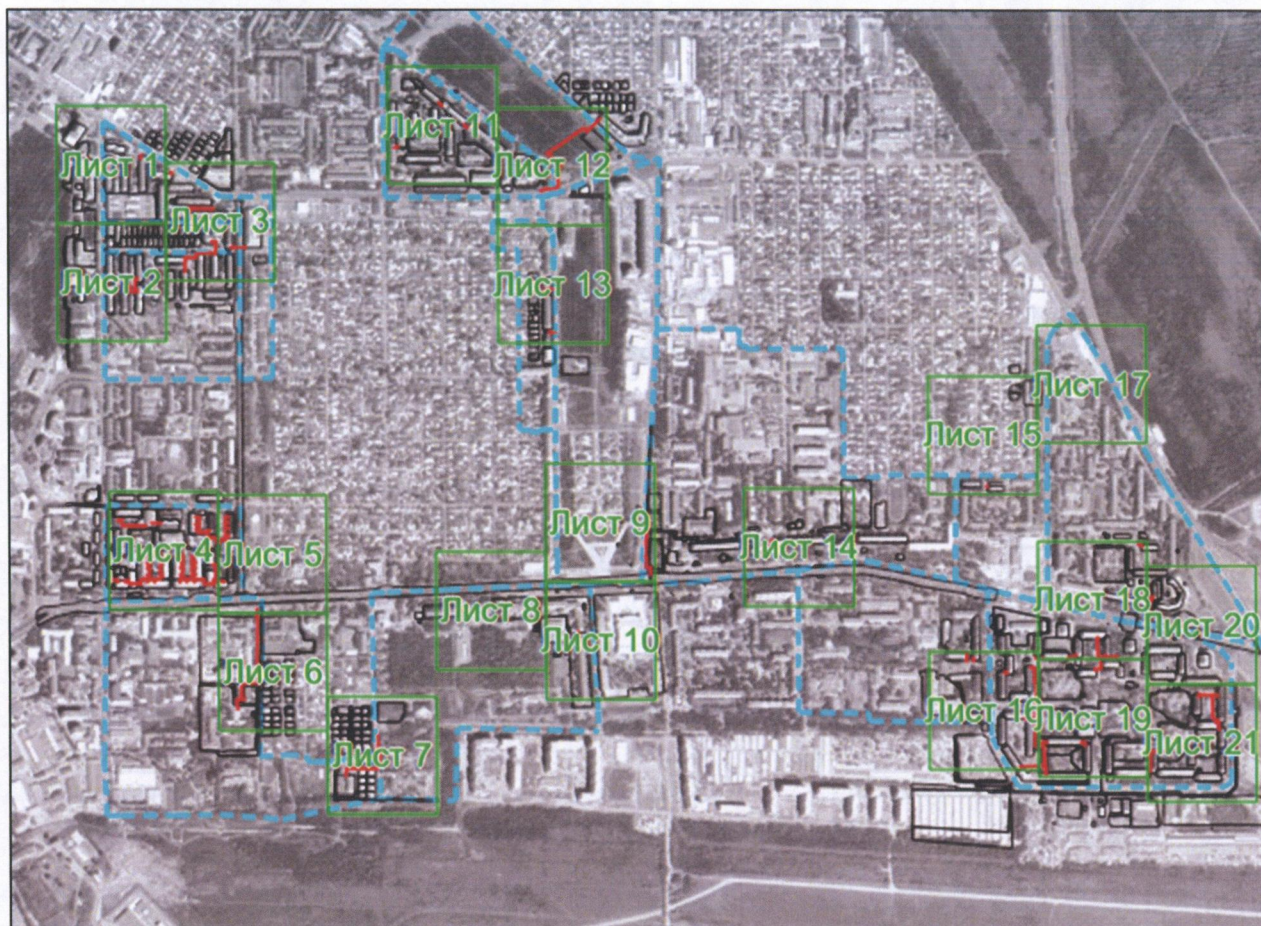 Лист 1
Лист 2
Лист 3
Лист 4
Лист 5
Лист 6
Лист 7
Лист 8
Лист 9
Лист 10
Лист 11
Лист 12
Лист 13
Лист 14
Лист 15
Лист 16
Лист 17
Лист 18
Лист 19
Лист 20
Лист 21